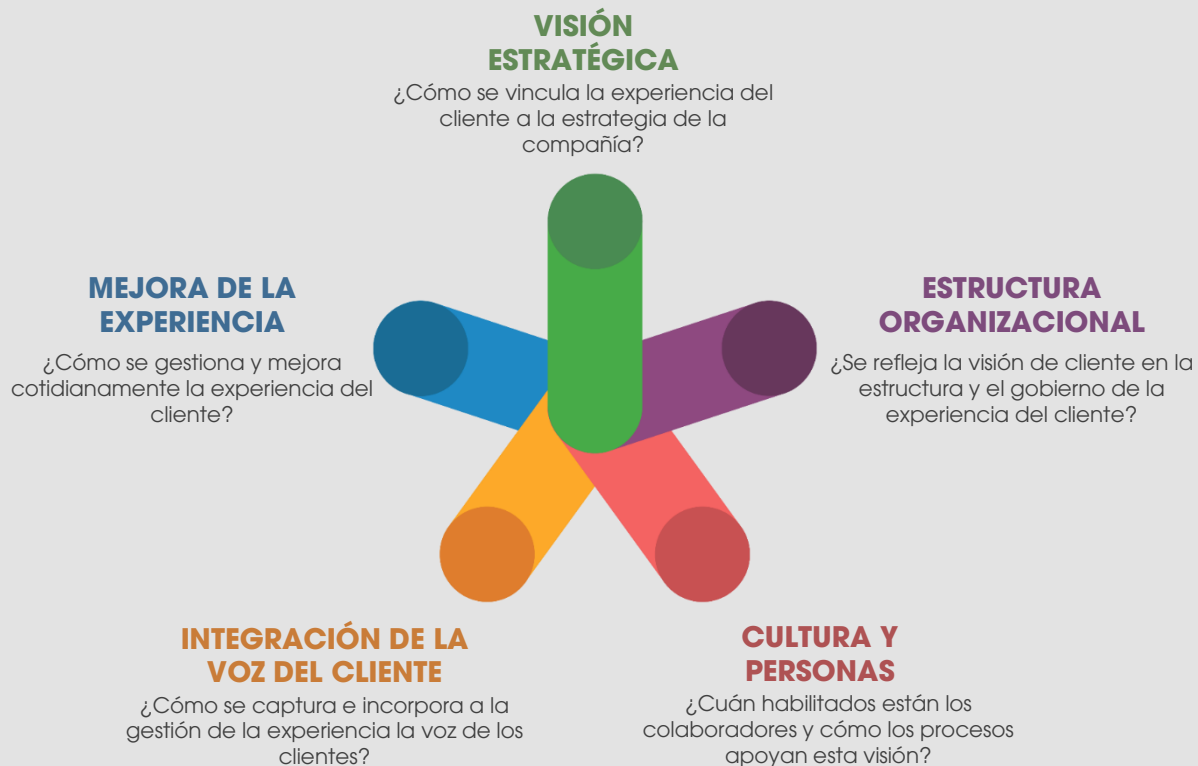 VISIÓN
ESTRATÉGICA
¿Cómo se vincula la experiencia del
cliente a la estrategia de la
compañía?
MEJORA DE LA
EXPERIENCIA
¿Cómo se gestiona y mejora
cotidianamente la experiencia del
cliente?
ESTRUCTURA
ORGANIZACIONAL
¿Se refleja la visión de cliente en la
estructura y el gobierno de la
experiencia del cliente?
INTEGRACIÓN DE LA
VOZ DEL CLIENTE
¿Cómo se captura e incorpora a la
gestión de la experiencia la voz de los
clientes?
CULTURA Y
PERSONAS
¿Cuán habilitados están los
colaboradores y cómo los procesos
apoyan esta visión?